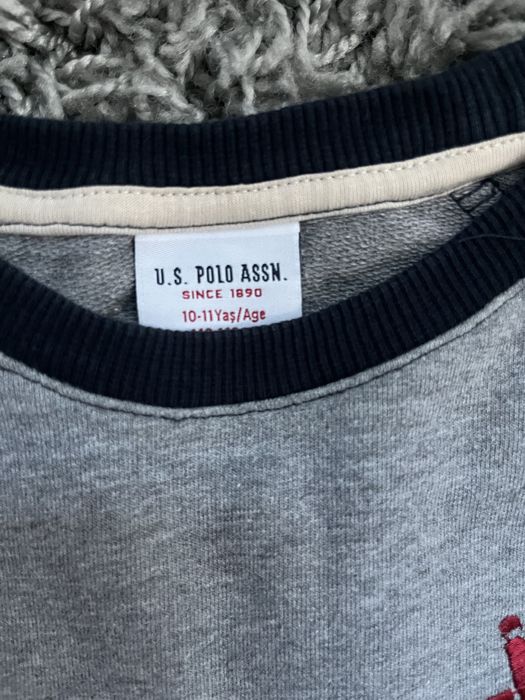 U.S. POLO ASSN.
SINCE 1890
10-11Yaş/Age